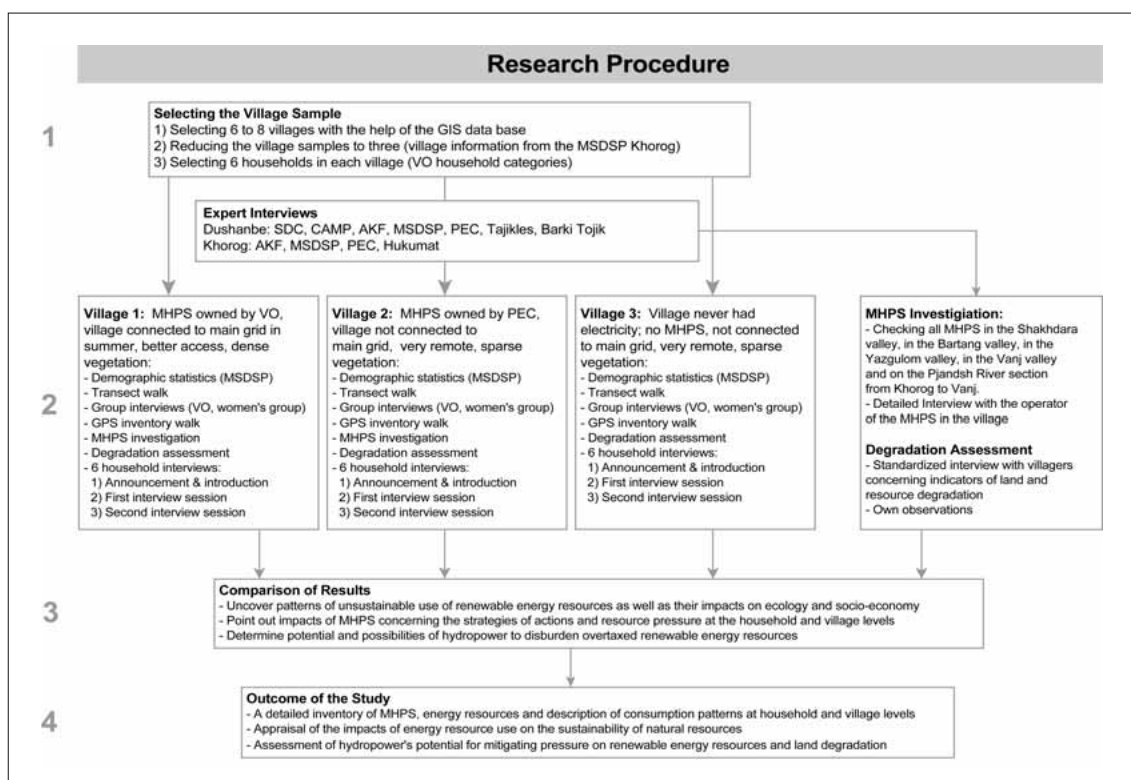 Research Procedure
1
Selecting the Village Sample
1) Selecting 6 to 8 villages with the help of the GIS data base
2) Reducing the village samples to three (village information from the MSDSP Khorog)
3) Selecting 6 households in each village (VO household categories)
Expert Interviews
Dushanbe: SDC, CAMP, AKF, MSDSP, PEC, Tajikles, Barki Tojik
Khorog: AKF, MSDSP, PEC, Hukumat
2
Village 1: MHPS owned by VO,
village connected to main grid in
summer, better access, dense
vegetation:
- Demographic statistics (MSDSP)
- Transect walk
- Group interviews (VO, women's group)
- GPS inventory walk
- MHPS investigation
- Degradation assessment
- 6 household interviews:
1) Announcement & introduction
2) First interview session
3) Second interview session
Village 2: MHPS owned by PEC,
village not connected to
main grid, very remote, sparse
vegetation:
- Demographic statistics (MSDSP)
- Transect walk
- Group interviews (VO, women's group)
- GPS inventory walk
- MHPS investigation
- Degradation assessment
- 6 household interviews:
1) Announcement & introduction
2) First interview session
3) Second interview session
Village 3: Village never had
electricity; no MHPS, not connected
to main grid, very remote, sparse
vegetation:
- Demographic statistics (MSDSP)
- Transect walk
- Group interviews (VO, women's group)
- GPS inventory walk
- Degradation assessment
- 6 household interviews:
1) Announcement & introduction
2) First interview session
3) Second interview session
MHPS Investigiation:
- Checking all MHPS in the Shakhdara
valley, in the Bartang valley, in the
Yazgulom valley, in the Vanj valley
and on the Pjandsh River section
from Khorog to Vanj.
- Detailed Interview with the operator
of the MHPS in the village
Degradation Assessment
- Standardized interview with villagers
concerning indicators of land and
resource degradation
- Own observations
3
Comparison of Results
- Uncover patterns of unsustainable use of renewable energy resources as well as their impacts on ecology and socio-economy
- Point out impacts of MHPS concerning the strategies of actions and resource pressure at the household and village levels
- Determine potential and possibilities of hydropower to disburden overtaxed renewable energy resources
4
Outcome of the Study
- A detailed inventory of MHPS, energy resources and description of consumption patterns at household and village levels
- Appraisal of the impacts of energy resource use on the sustainability of natural resources
- Assessment of hydropower's potential for mitigating pressure on renewable energy resources and land degradation